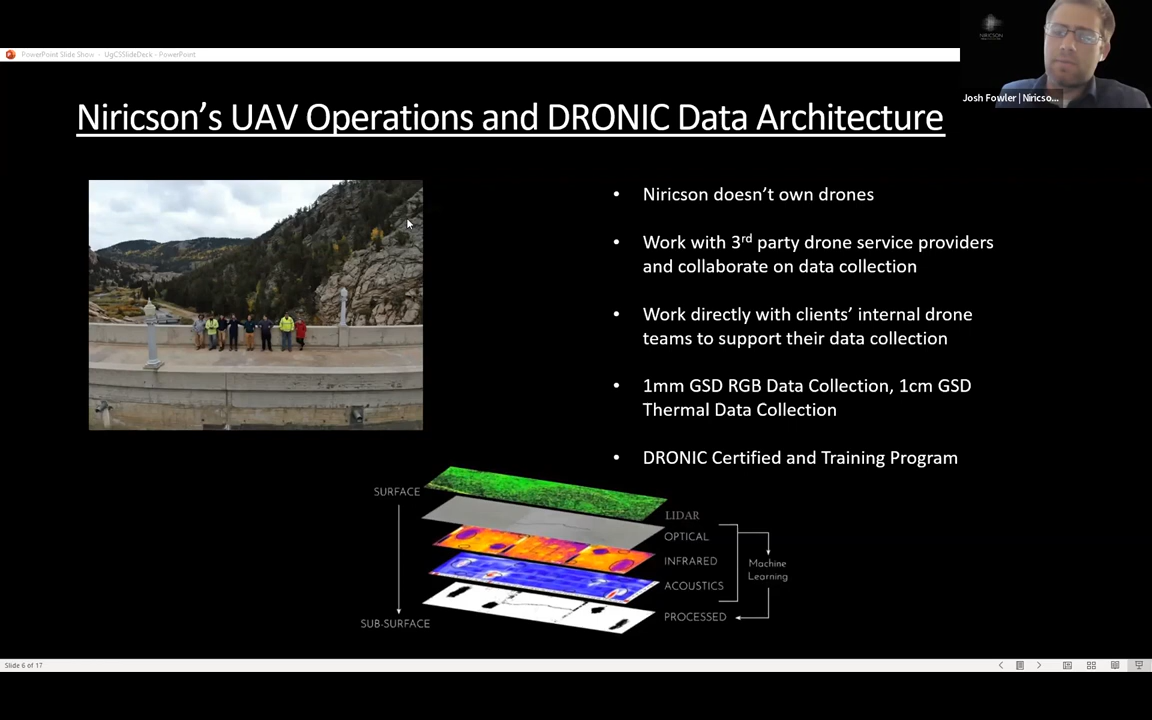 PowerPoint Slide Show - UgCSSlideDeck - PowerPoint
NIRICSON
Josh Fowler | Niricso...
Niricson’s UAV Operations and DRONIC Data Architecture
• Niricson doesn’t own drones
• Work with 3rd party drone service providers
and collaborate on data collection
• Work directly with clients’ internal drone
teams to support their data collection
• 1mm GSD RGB Data Collection, 1cm GSD
Thermal Data Collection
• DRONIC Certified and Training Program
SURFACE
LIDAR
OPTICAL
INFRARED
ACOUSTICS
Machine
Learning
PROCESSED
SUB-SURFACE
Slide 6 of 17